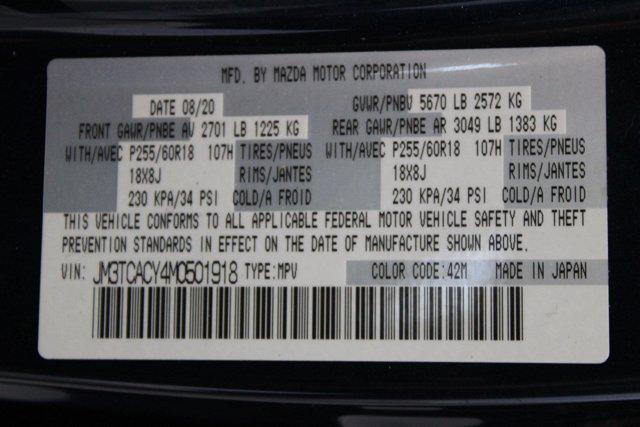 MFD. BY MAZDA MOTOR CORPORATION
DATE 08/20 GVWR/PNBV 5670 LB 2572 KG
FRONT GAWR/PNBE AV 2701 LB 1225 KG REAR GAWR/PNBE AR 3049 LB 1383 KG
WITH/AVEC P255/60R18 107H TIRES/PNEUS WITH/AVEC P255/60R18 107H TIRES/PNEUS
18X8J RIMS/JANTES 18X8J RIMS/JANTES
230 KPA/34 PSI COLD/A FROID 230 KPA/34 PSI COLD/A FROID
THIS VEHICLE CONFORMS TO ALL APPLICABLE FEDERAL MOTOR VEHICLE SAFETY AND THEFT
PREVENTION STANDARDS IN EFFECT ON THE DATE OF MANUFACTURE SHOWN ABOVE.
VIN: JM3TCACY4M0501918 TYPE:MPV COLOR CODE:42M MADE IN JAPAN